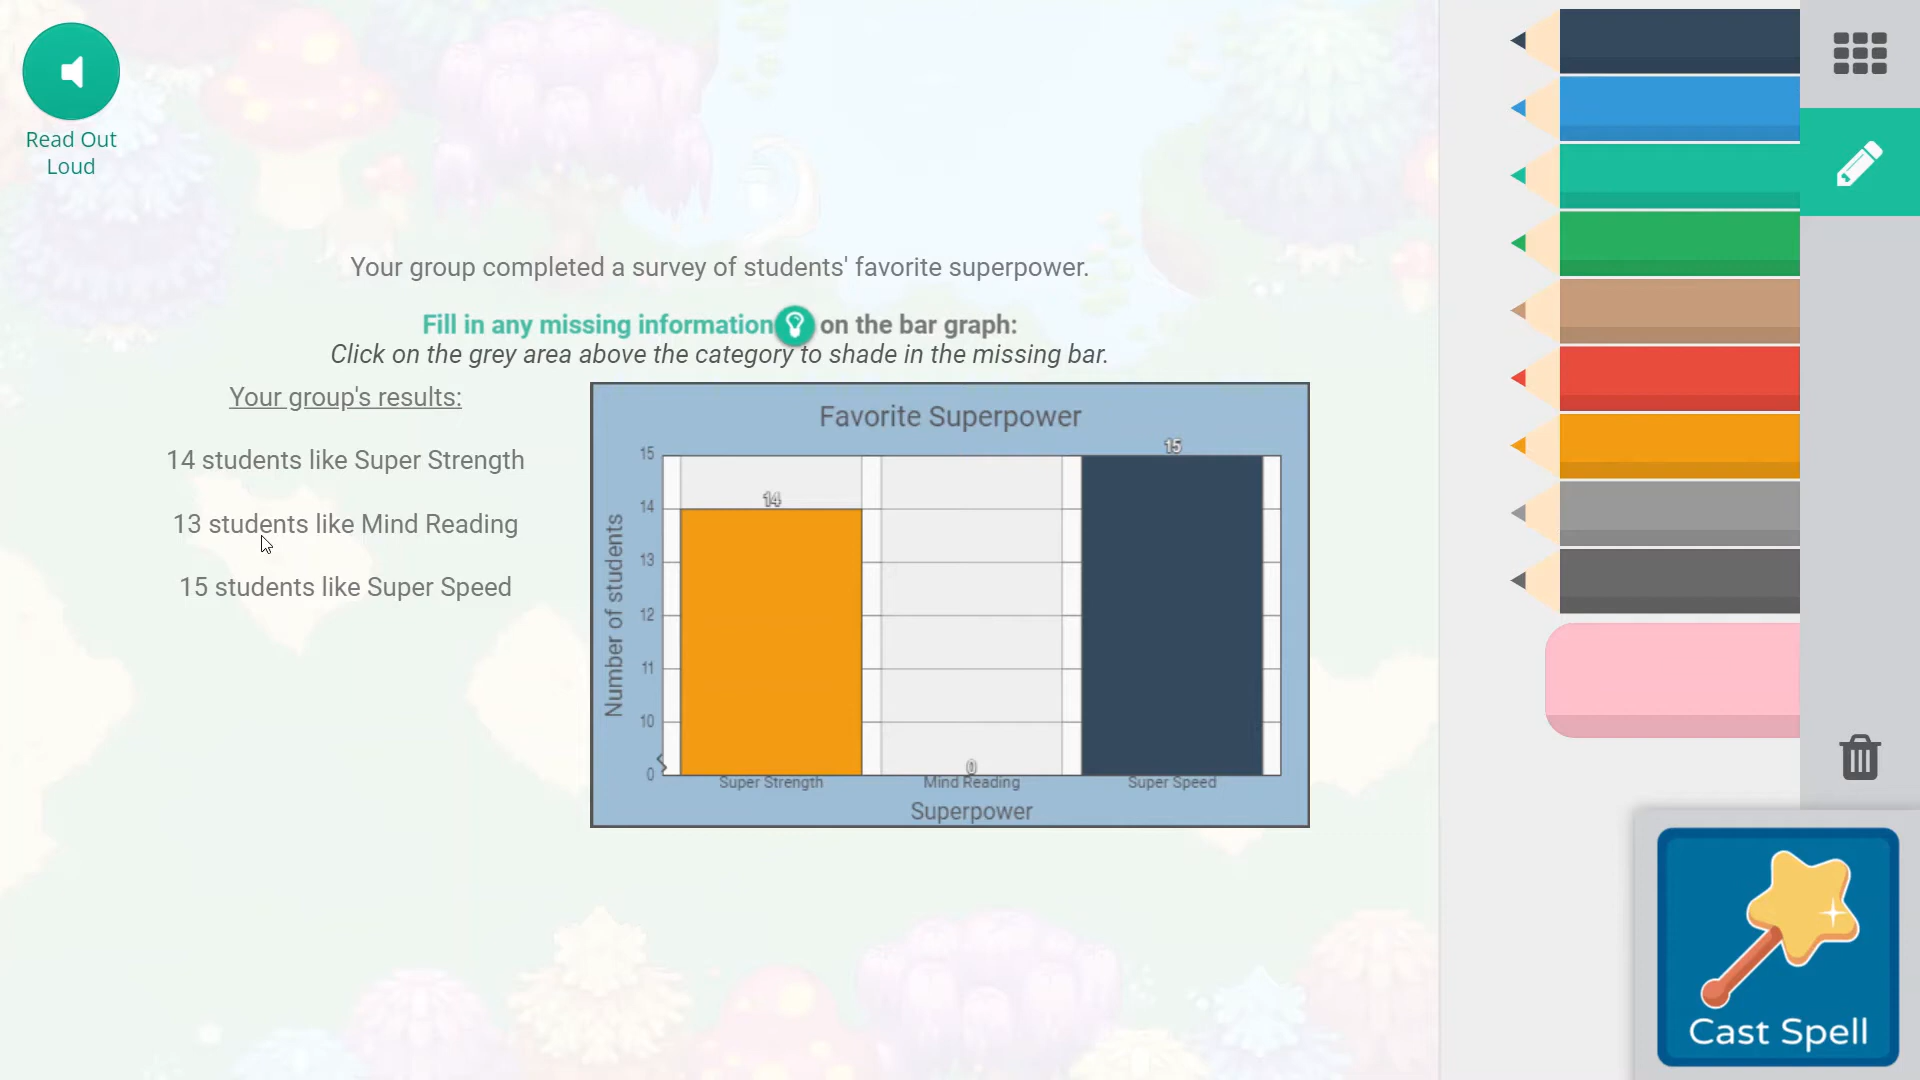 Read Out
Loud
Your group completed a survey of students' favorite superpower.
Fill in any missing information on the bar graph:
Click on the grey area above the category to shade in the missing bar.
Your group's results:
14 students like Super Strength
13 students like Mind Reading
15 students like Super Speed
Favorite Superpower
Number of students
15
14
13
12
11
10
0
14
0
15
Super Strength
Mind Reading
Super Speed
Superpower
Cast Spell